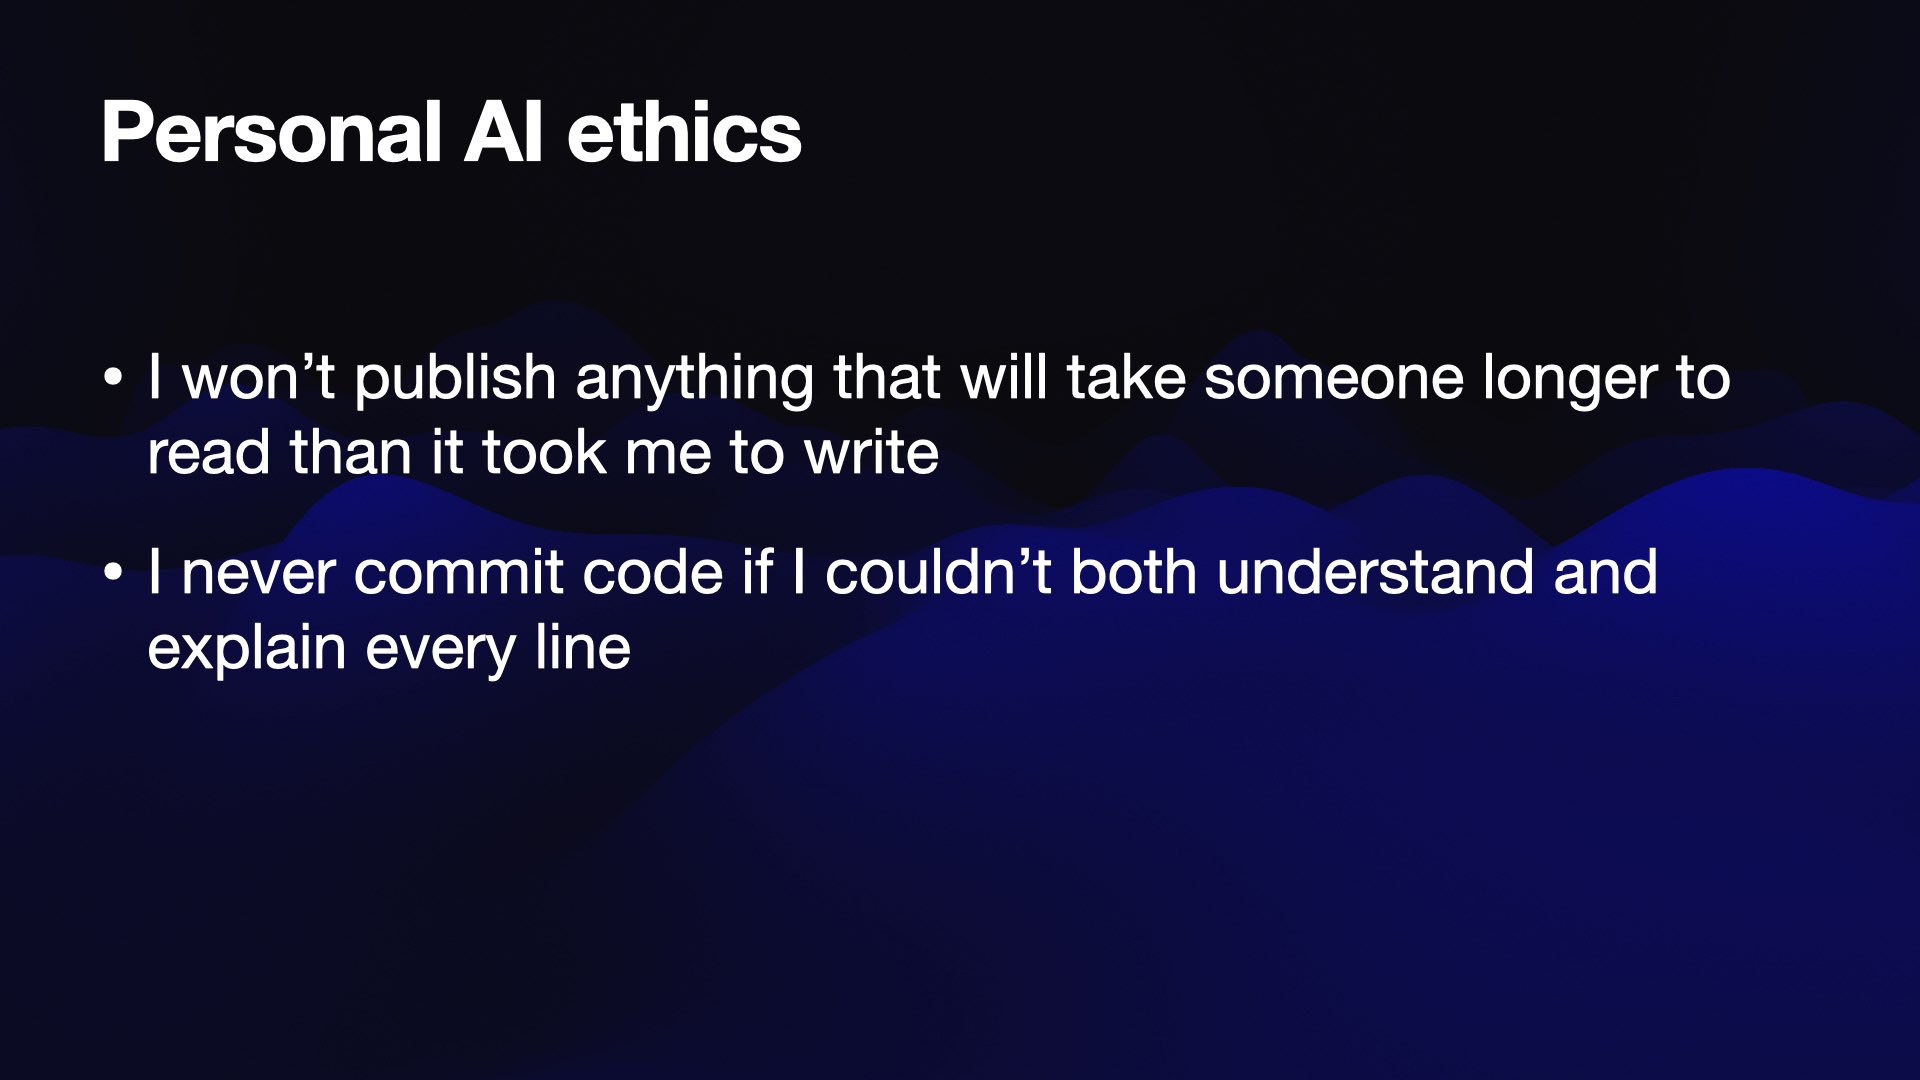 Personal AI ethics
• I won’t publish anything that will take someone longer to
read than it took me to write
• I never commit code if I couldn’t both understand and
explain every line